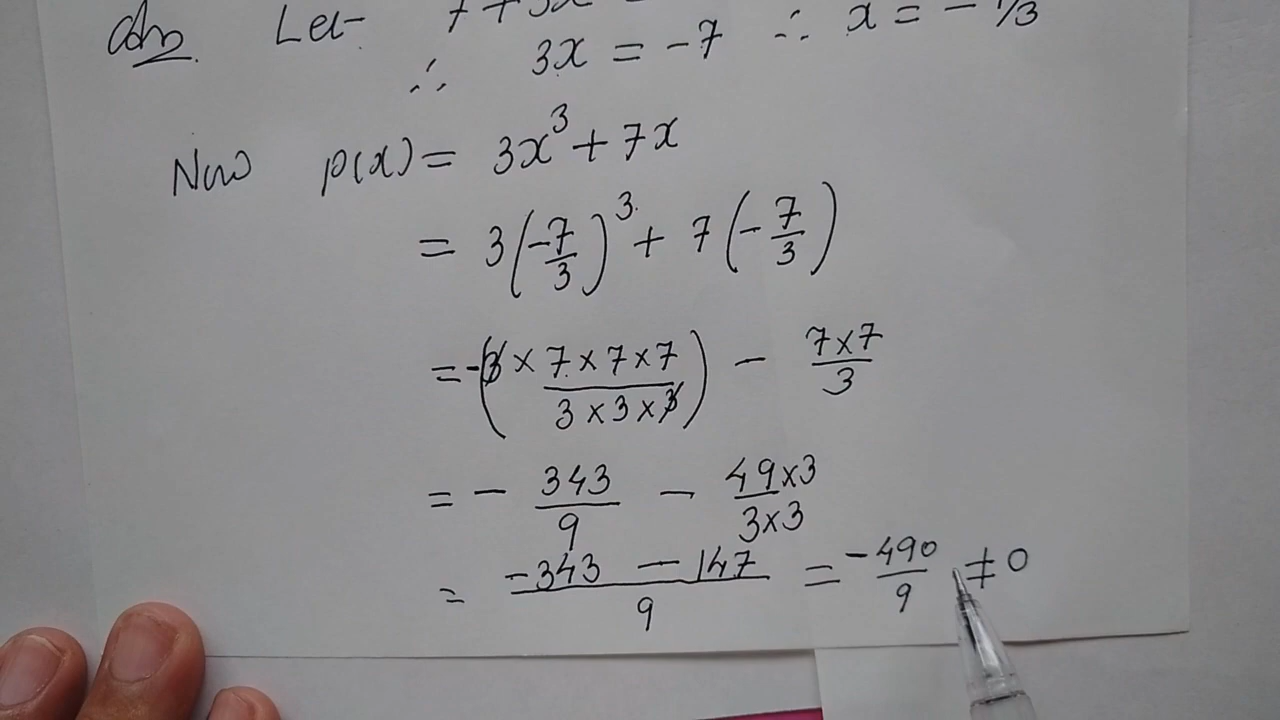 Ans. Let 7 + 3x =
∴ 3x = -7 ∴ x = -7/3
Now p(x) = 3x³ + 7x
= 3(-7/3)³ + 7(-7/3)
= -(3 × 7 × 7 × 7 / 3 × 3 × 3) - 7×7/3
= - 343/9 - 49×3/3×3
= -343 - 147 / 9 = -490/9 ≠ 0